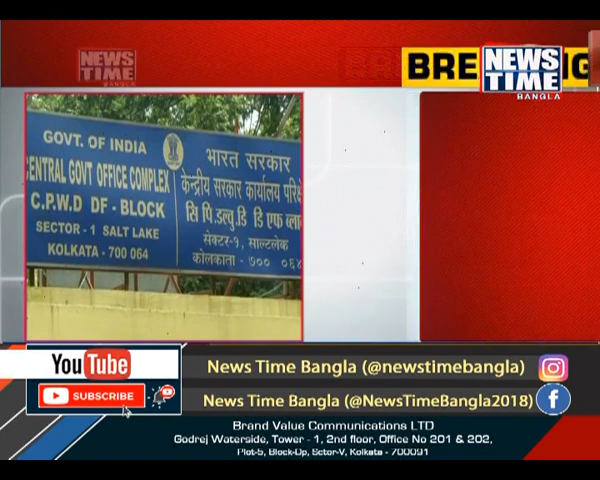 NEWS
TIME
BANGLA
BRE
G
NEWS
TIME
BANGLA
GOVT. OF INDIA
CENTRAL GOVT OFFICE COMPLEX
C.P.W.D DF - BLOCK
SECTOR - 1 SALT LAKE
KOLKATA - 700 064
भारत सरकार
केन्द्रीय सरकार कार्यालय
सि पि.डब्लु.डि डि एफ
सेक्टर-१, साल्टलेक
कोलकाता - ७०० ०६४
YouTube
SUBSCRIBE
News Time Bangla (@newstimebangla)
News Time Bangla (@NewsTimeBangla2018)
Brand Value Communications LTD
Godrej Waterside, Tower - 1, 2nd floor, Office No 201 & 202,
Plot-5, Block-Dp, Sctor-V, Kolkata - 700091